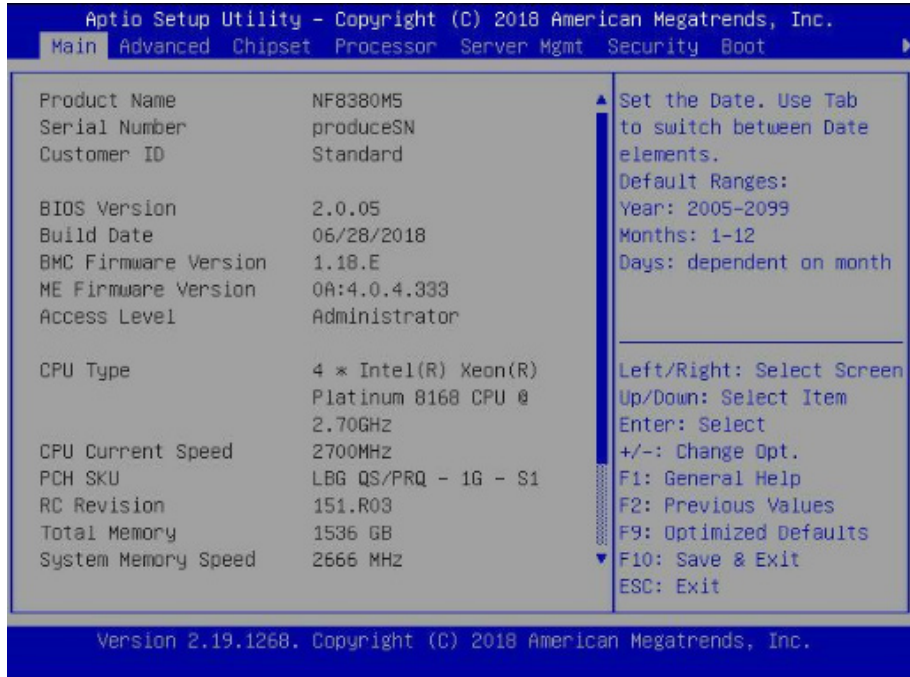 Aptio Setup Utility – Copyright (C) 2018 American Megatrends, Inc.
Main Advanced Chipset Processor Server Mgmt Security Boot
Product Name NF8380M5
Serial Number produceSN
Customer ID Standard
BIOS Version 2.0.05
Build Date 06/28/2018
BMC Firmware Version 1.18.E
ME Firmware Version 0A:4.0.4.333
Access Level Administrator
CPU Type 4 * Intel(R) Xeon(R)
Platinum 8168 CPU @
2.70GHz
CPU Current Speed 2700MHz
PCH SKU LBG QS/PRQ - 1G - S1
RC Revision 151.R03
Total Memory 1536 GB
System Memory Speed 2666 MHz
Set the Date. Use Tab
to switch between Date
elements.
Default Ranges:
Year: 2005-2099
Months: 1-12
Days: dependent on month
Left/Right: Select Screen
Up/Down: Select Item
Enter: Select
+/-: Change Opt.
F1: General Help
F2: Previous Values
F9: Optimized Defaults
F10: Save & Exit
ESC: Exit
Version 2.19.1268. Copyright (C) 2018 American Megatrends, Inc.